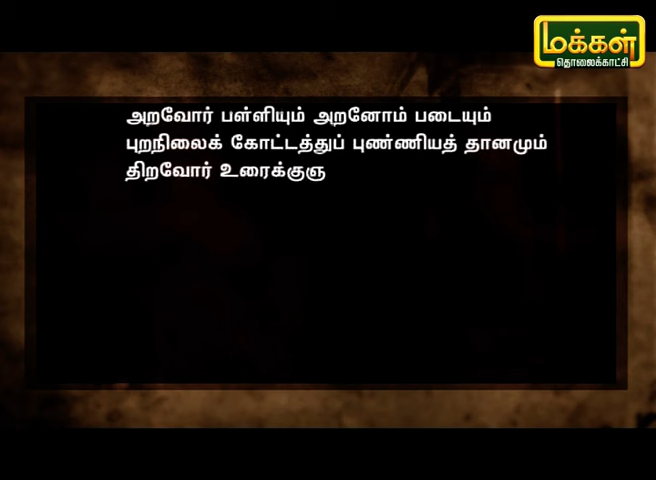 மக்கள்
தொலைக்காட்சி
அறவோர் பள்ளியும் அறனோம் படையும்
புறநிலைக் கோட்டத்துப் புண்ணியத் தானமும்
திறவோர் உரைக்குஞ